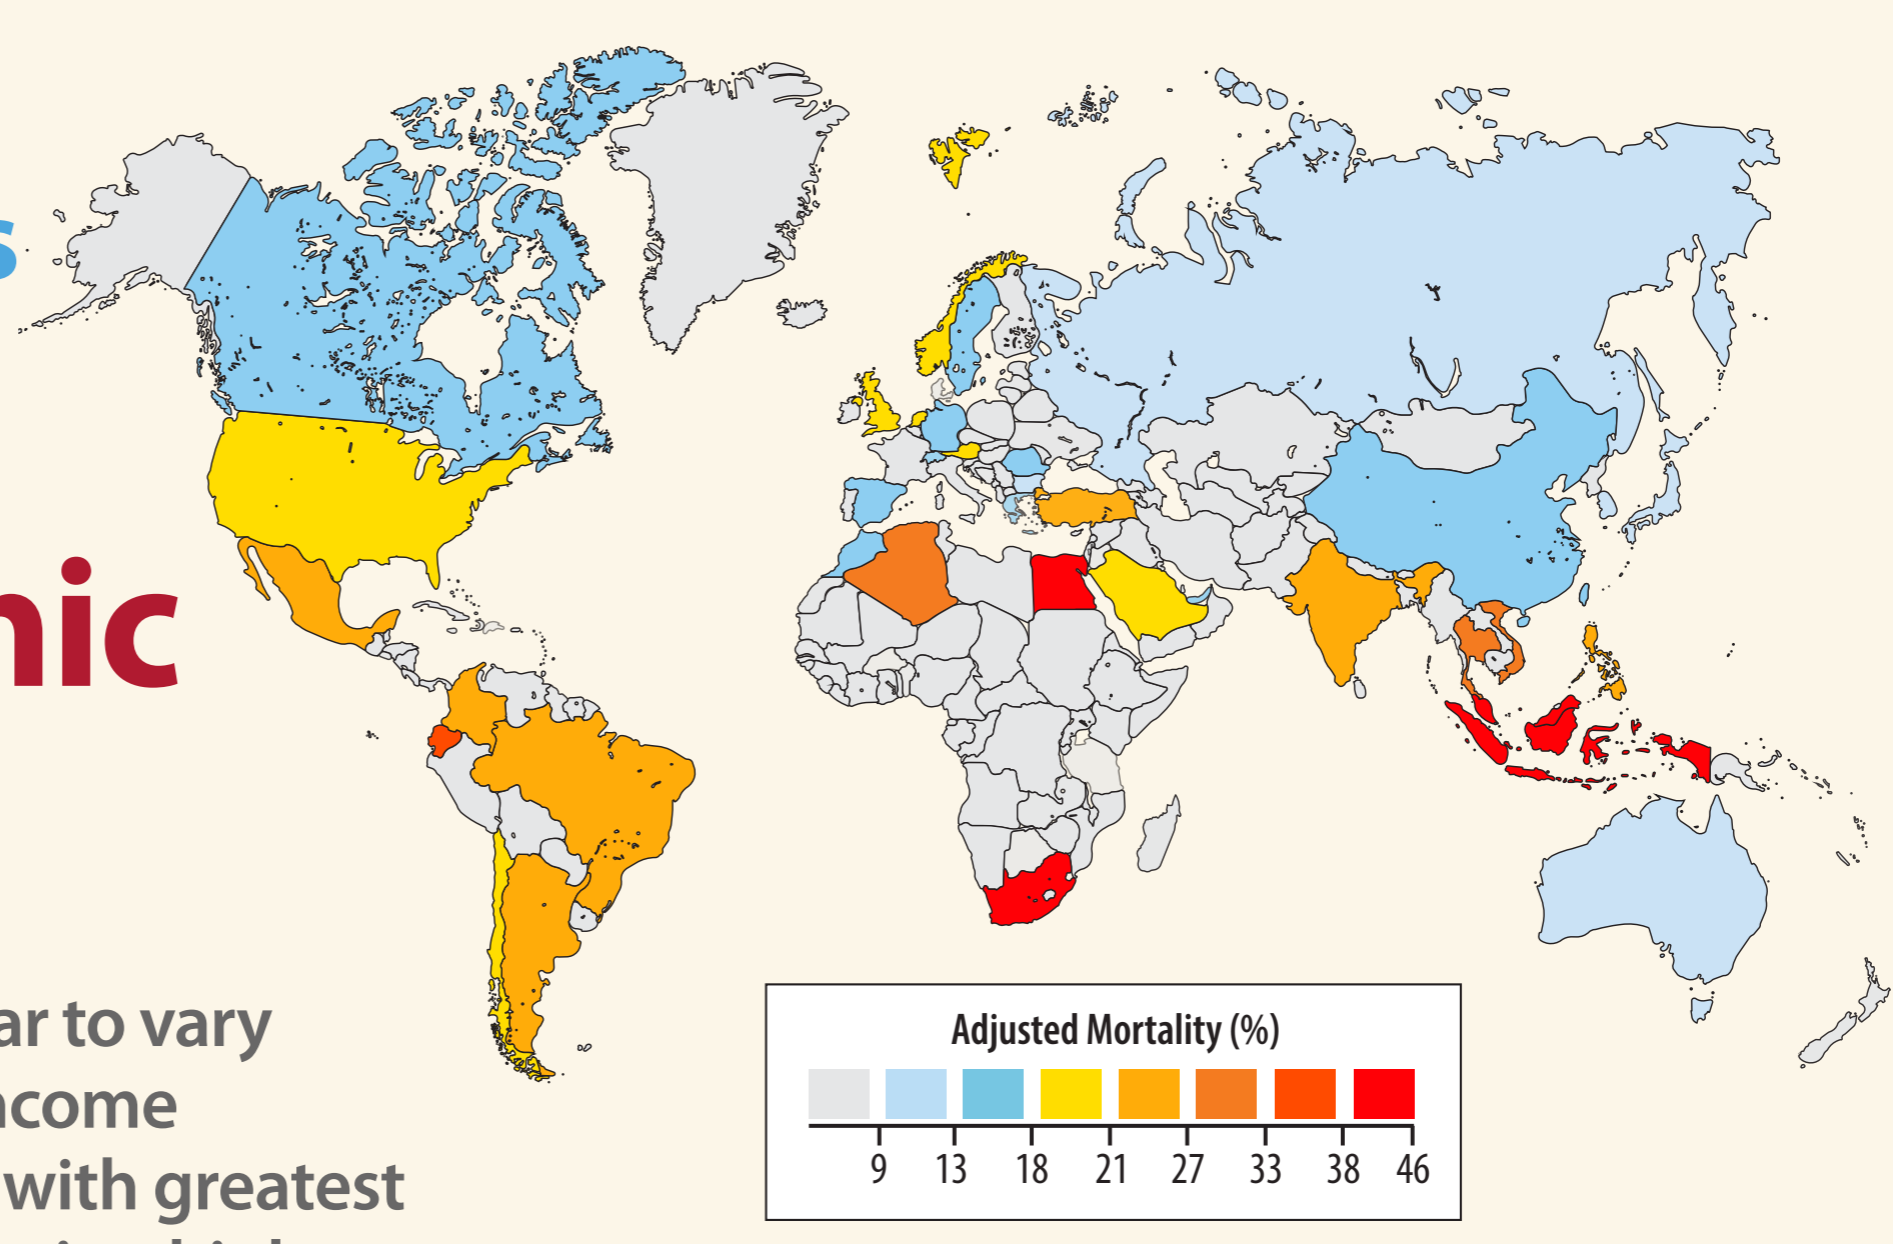 s
nic
ar to vary
ncome
with greatest
Adjusted Mortality (%)
9 13 18 21 27 33 38 46